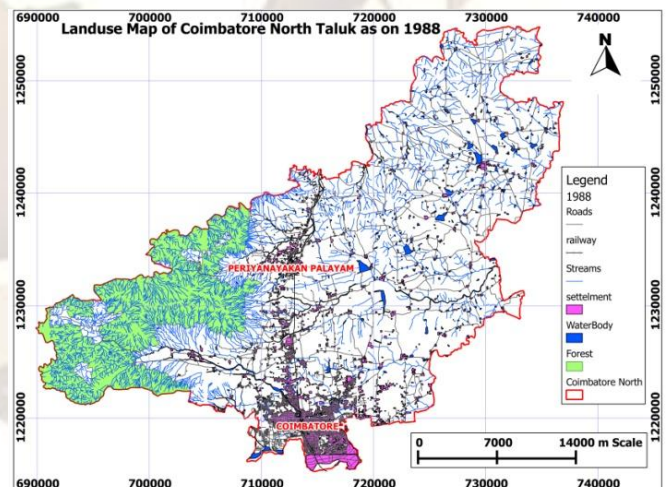 690000 700000 710000 720000 730000 740000
Landuse Map of Coimbatore North Taluk as on 1988
N
1250000 1250000
1240000 1240000
1230000 1230000
1220000 1220000
PERIYANAYAKAN PALAYAM
COIMBATORE
Legend
1988
Roads
railway
Streams
settelment
WaterBody
Forest
Coimbatore North
0 7000 14000 m Scale
690000 700000 710000 720000 730000 740000